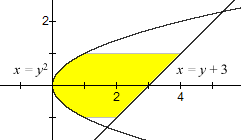 2
x = y²
x = y + 3
2
4